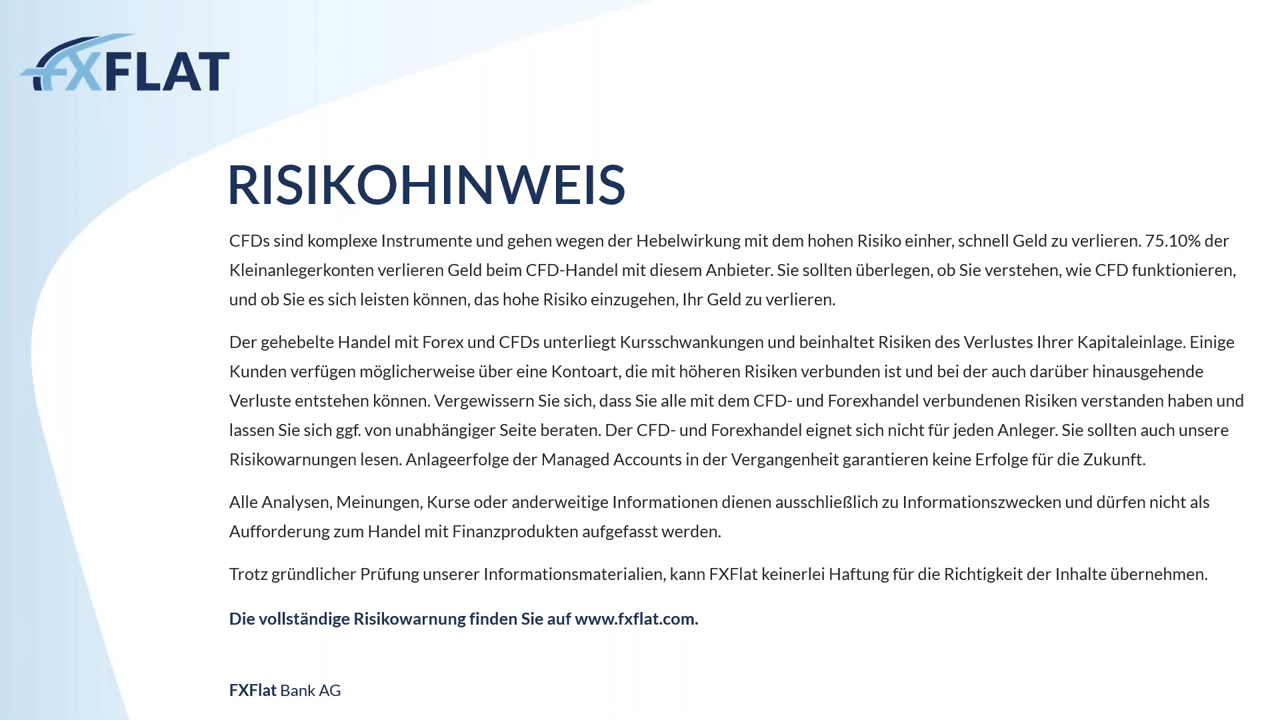 FXFLAT
RISIKOHINWEIS
CFDs sind komplexe Instrumente und gehen wegen der Hebelwirkung mit dem hohen Risiko einher, schnell Geld zu verlieren. 75.10% der
Kleinanlegerkonten verlieren Geld beim CFD-Handel mit diesem Anbieter. Sie sollten überlegen, ob Sie verstehen, wie CFD funktionieren,
und ob Sie es sich leisten können, das hohe Risiko einzugehen, Ihr Geld zu verlieren.
Der gehebelte Handel mit Forex und CFDs unterliegt Kursschwankungen und beinhaltet Risiken des Verlustes Ihrer Kapitaleinlage. Einige
Kunden verfügen möglicherweise über eine Kontoart, die mit höheren Risiken verbunden ist und bei der auch darüber hinausgehende
Verluste entstehen können. Vergewissern Sie sich, dass Sie alle mit dem CFD- und Forexhandel verbundenen Risiken verstanden haben und
lassen Sie sich ggf. von unabhängiger Seite beraten. Der CFD- und Forexhandel eignet sich nicht für jeden Anleger. Sie sollten auch unsere
Risikowarnungen lesen. Anlageerfolge der Managed Accounts in der Vergangenheit garantieren keine Erfolge für die Zukunft.
Alle Analysen, Meinungen, Kurse oder anderweitige Informationen dienen ausschließlich zu Informationszwecken und dürfen nicht als
Aufforderung zum Handel mit Finanzprodukten aufgefasst werden.
Trotz gründlicher Prüfung unserer Informationsmaterialien, kann FXFlat keinerlei Haftung für die Richtigkeit der Inhalte übernehmen.
Die vollständige Risikowarnung finden Sie auf www.fxflat.com.
FXFlat Bank AG